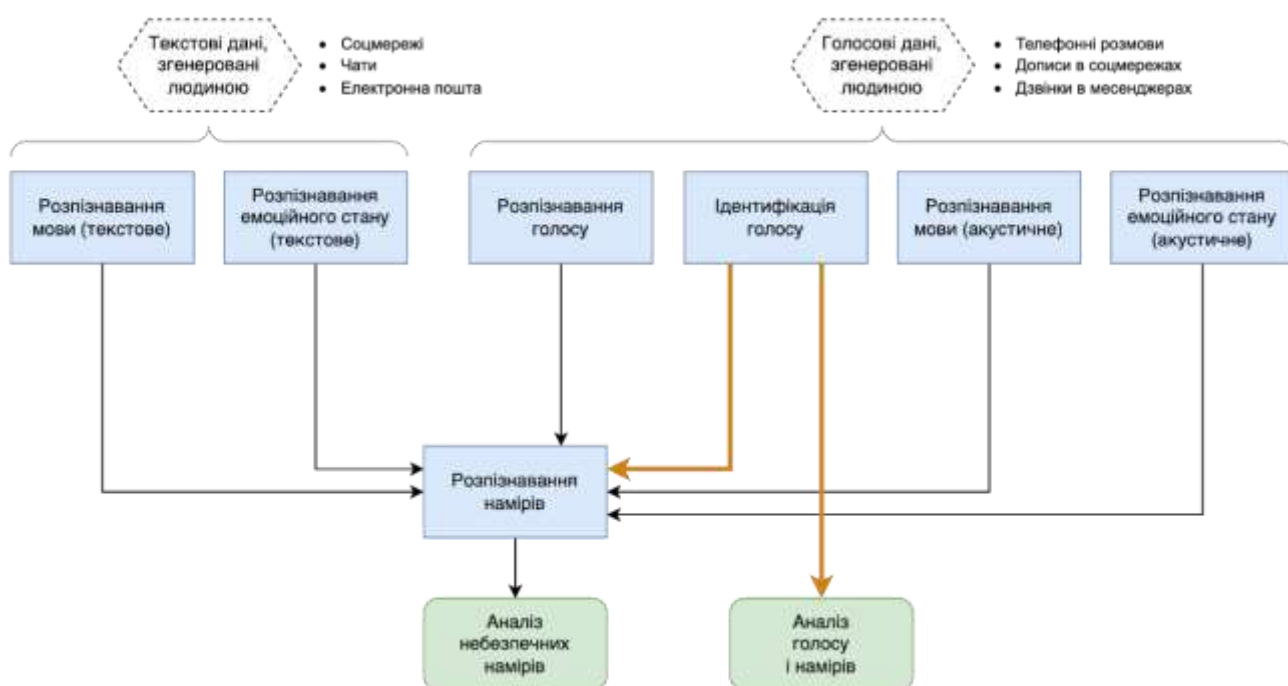 Текстові дані,
згенеровані
людиною
• Соцмережі
• Чати
• Електронна пошта
Голосові дані,
згенеровані
людиною
• Телефонні розмови
• Дописи в соцмережах
• Дзвінки в месенджерах
Розпізнавання
мови (текстове)
Розпізнавання
емоційного стану
(текстове)
Розпізнавання
голосу
Ідентифікація
голосу
Розпізнавання
мови (акустичне)
Розпізнавання
емоційного стану
(акустичне)
Розпізнавання
намірів
Аналіз
небезпечних
намірів
Аналіз
голосу
і намірів